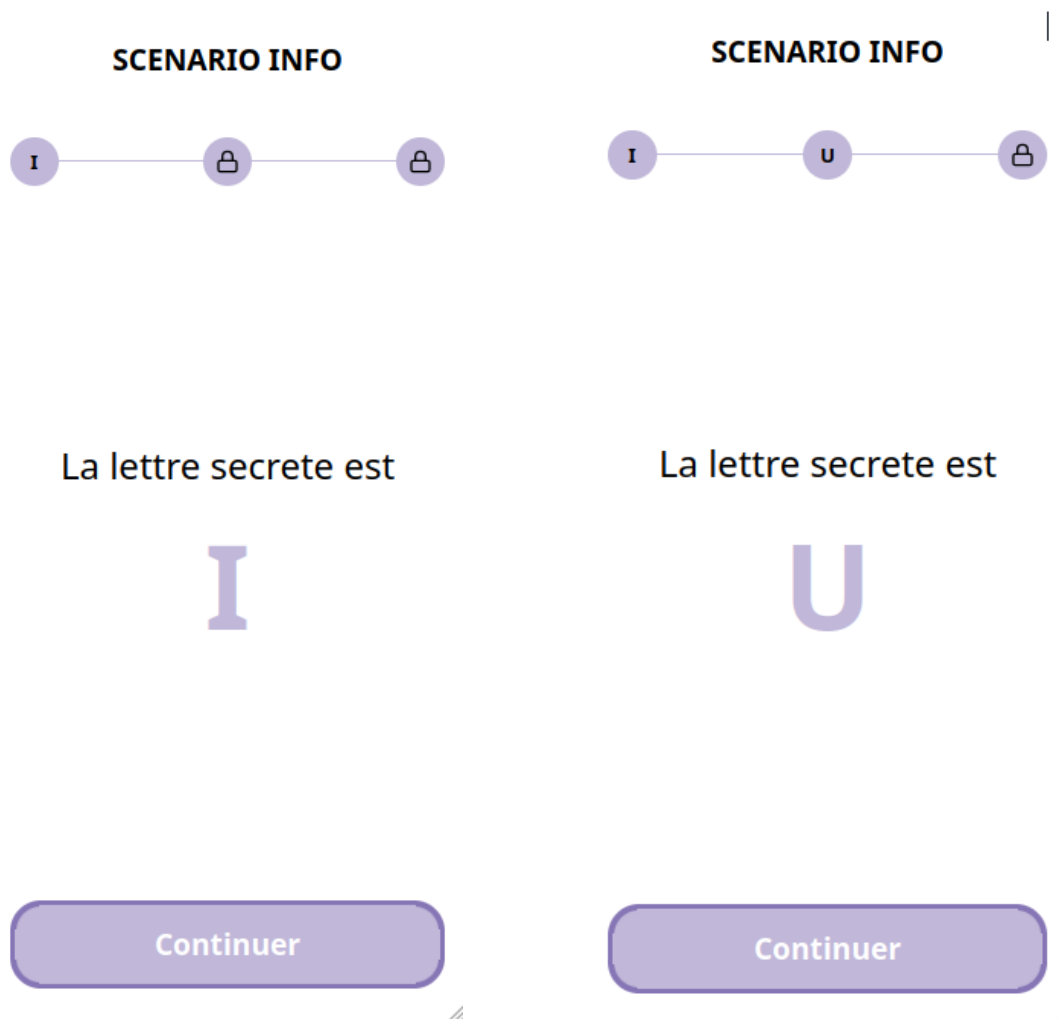 SCENARIO INFO
I
La lettre secrete est
I
Continuer
SCENARIO INFO
I U
La lettre secrete est
U
Continuer